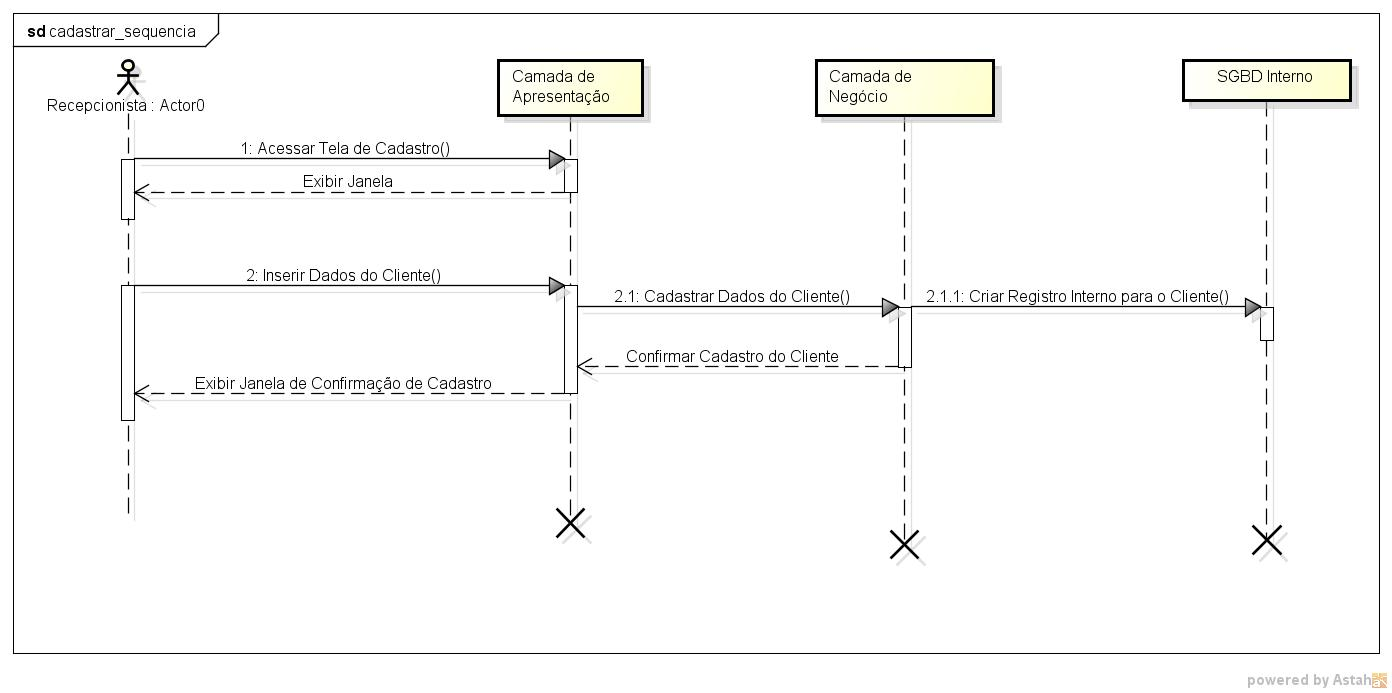 sd cadastrar_sequencia
Recepcionista : Actor0
Camada de
Apresentação
Camada de
Negócio
SGBD Interno
1: Acessar Tela de Cadastro()
Exibir Janela
2: Inserir Dados do Cliente()
2.1: Cadastrar Dados do Cliente()
2.1.1: Criar Registro Interno para o Cliente()
Confirmar Cadastro do Cliente
Exibir Janela de Confirmação de Cadastro
powered by Astah